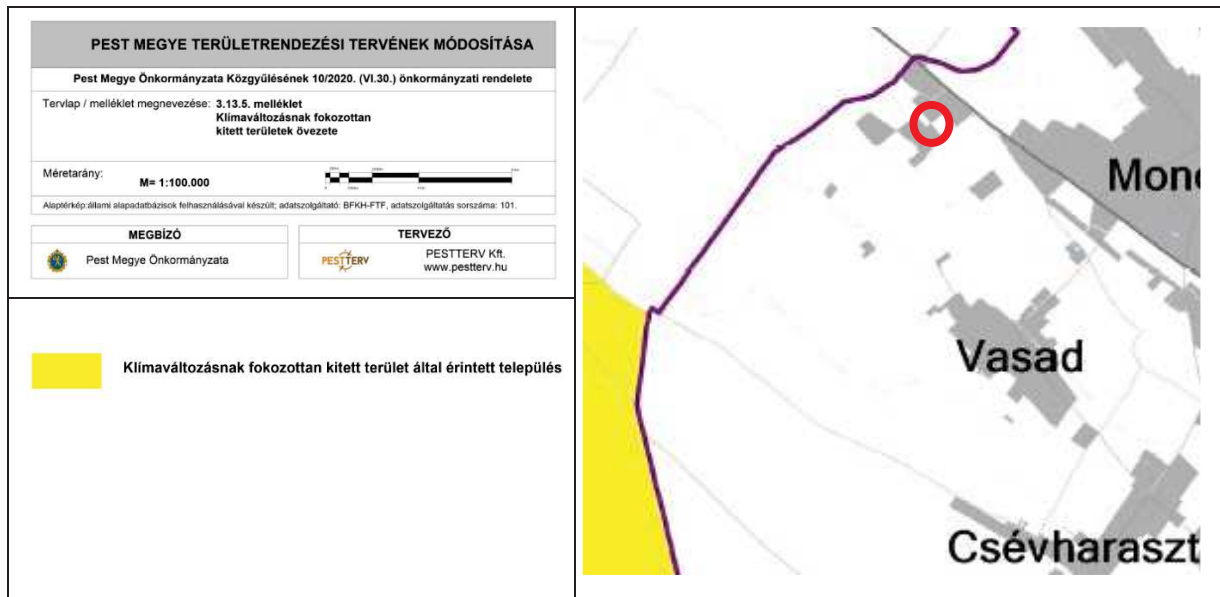 PEST MEGYE TERÜLETRENDEZÉSI TERVÉNEK MÓDOSÍTÁSA
Pest Megye Önkormányzata Közgyűlésének 10/2020. (VI.30.) önkormányzati rendelete
Tervlap / melléklet megnevezése: 3.13.5. melléklet
Klímaváltozásnak fokozottan
kitett területek övezete
Méretarány:
M= 1:100.000
Alaptérkép:állami alapadatbázisok felhasználásával készült; adatszolgáltató: BFKH-FTF, adatszolgáltatás sorszáma: 101.
MEGBÍZÓ
Pest Megye Önkormányzata
TERVEZŐ
PESTTERV
PESTTERV Kft.
www.pestterv.hu
Klímaváltozásnak fokozottan kitett terület által érintett település
Mon
Vasad
Csévharaszt